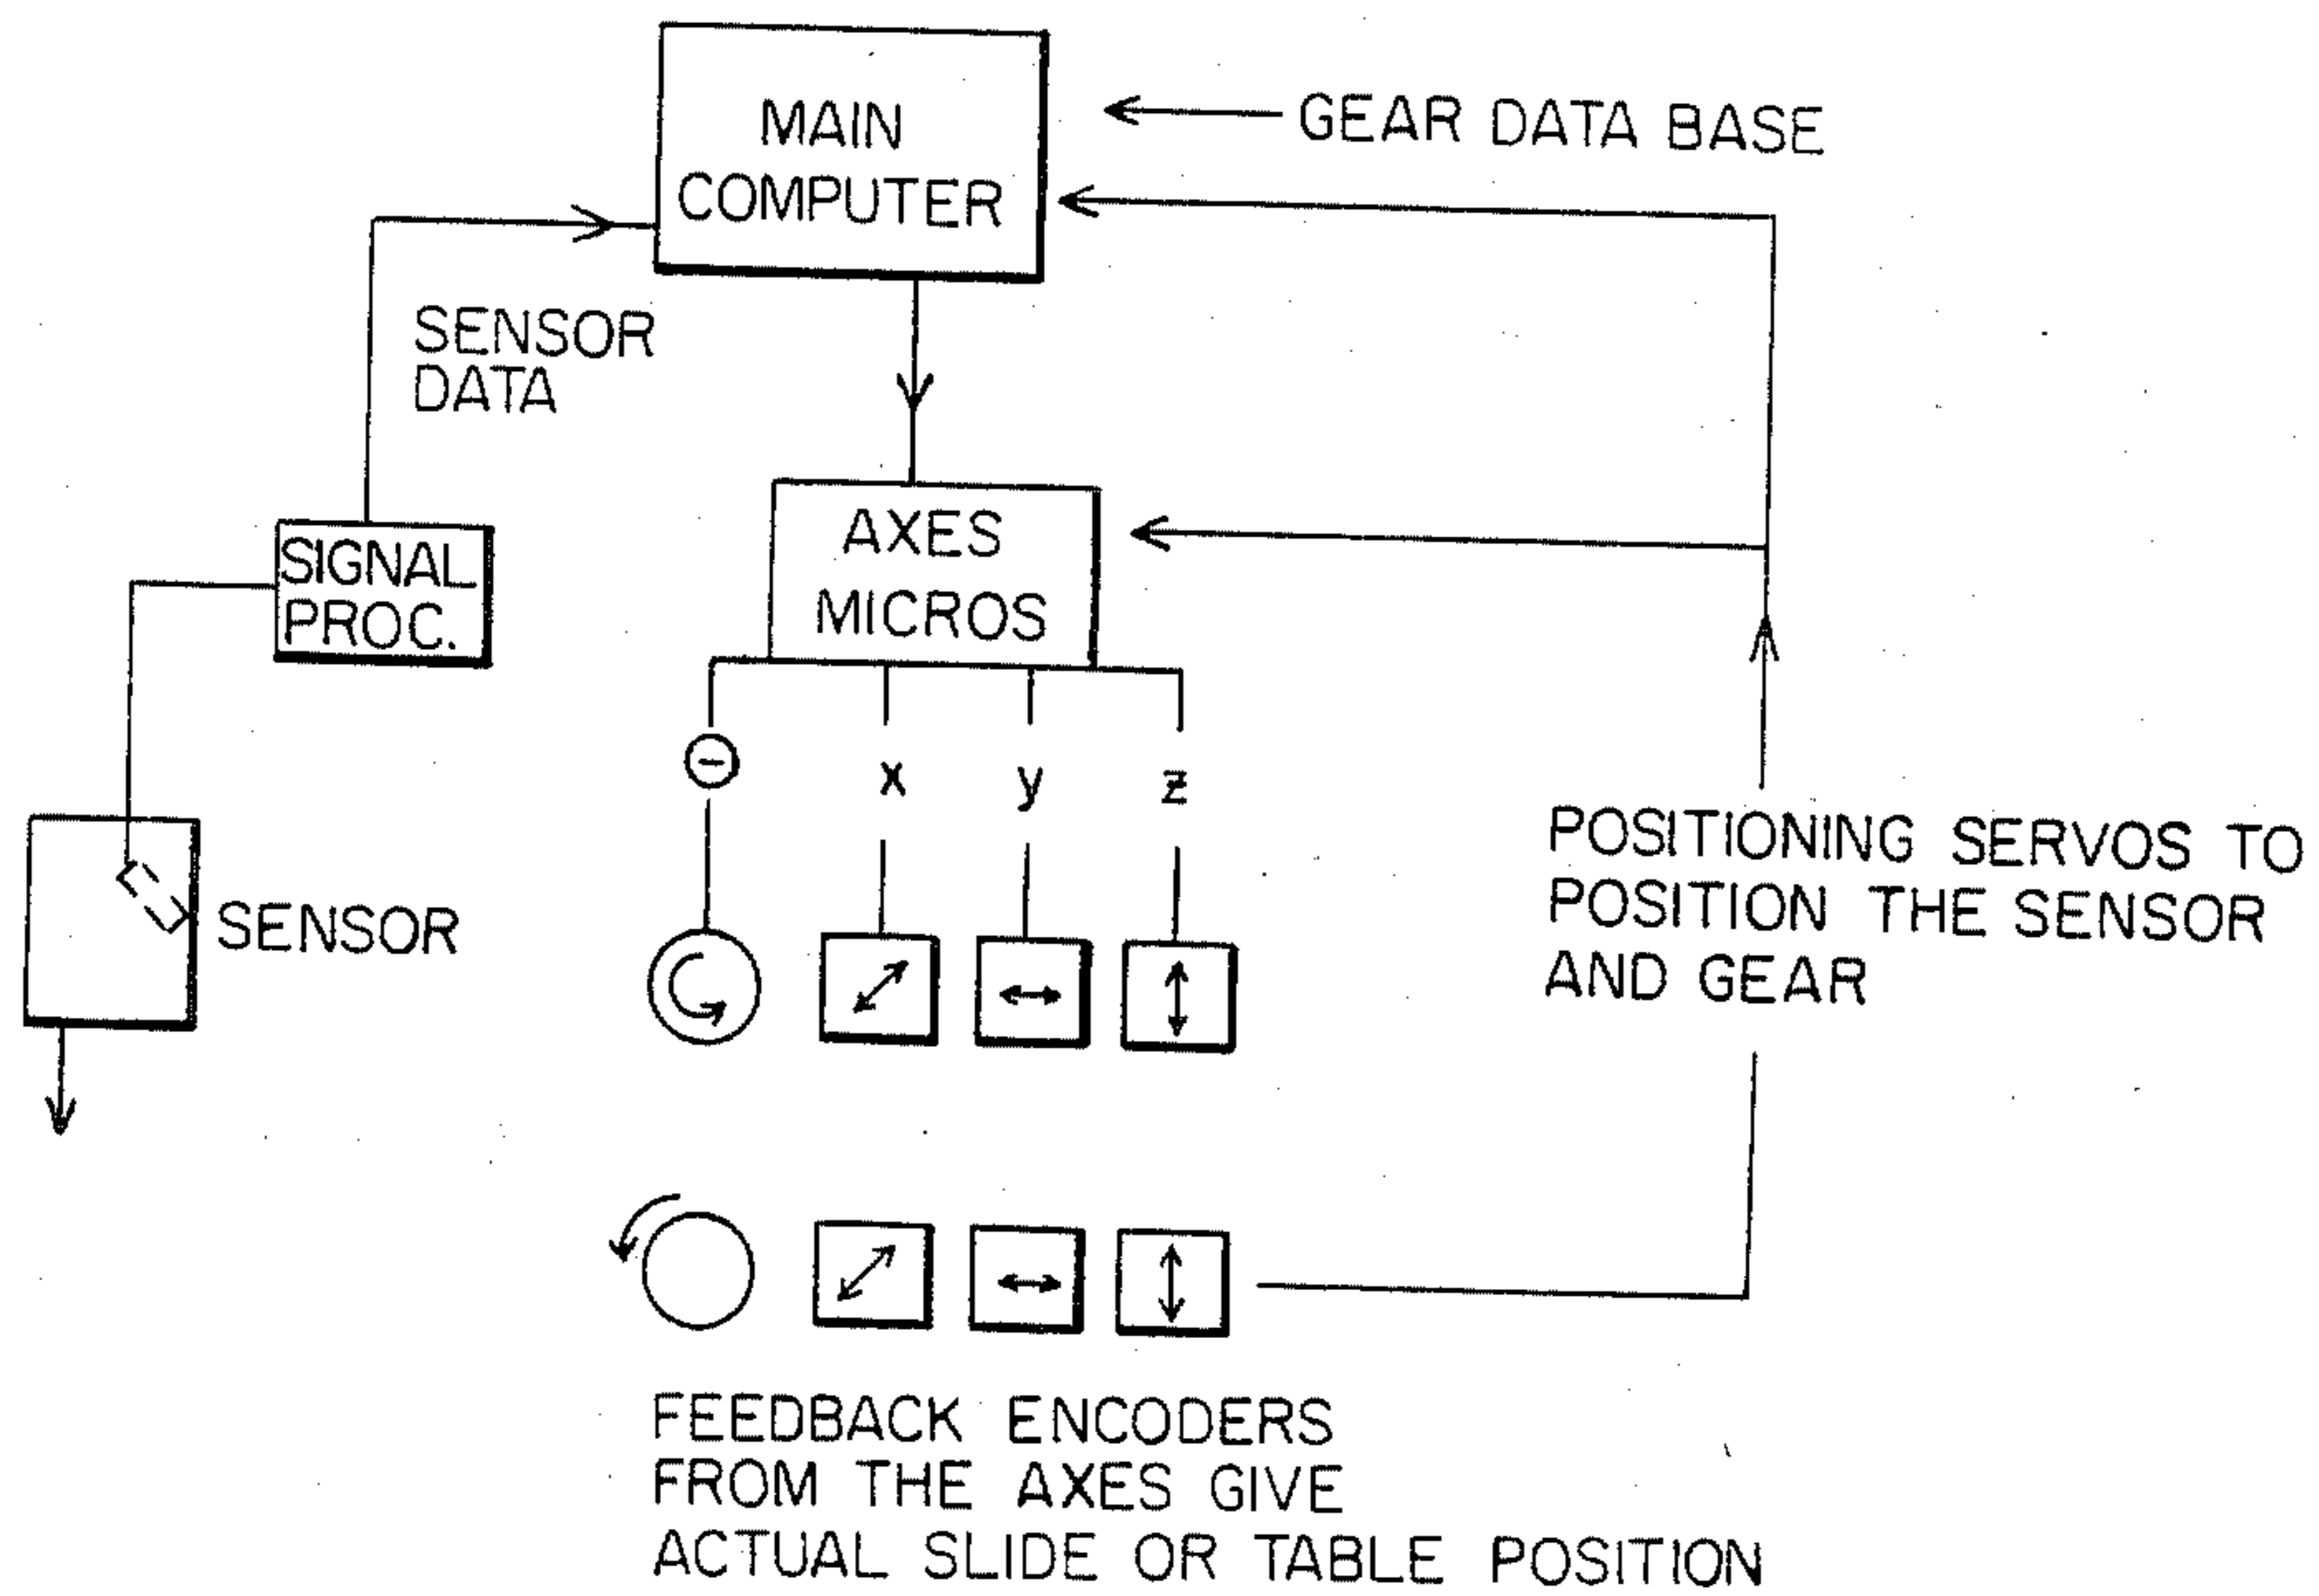 MAIN
COMPUTER
GEAR DATA BASE
SENSOR
DATA
AXES
MICROS
SIGNAL
PROC.
Θ x y z
SENSOR
POSITIONING SERVOS TO
POSITION THE SENSOR
AND GEAR
FEEDBACK ENCODERS
FROM THE AXES GIVE
ACTUAL SLIDE OR TABLE POSITION